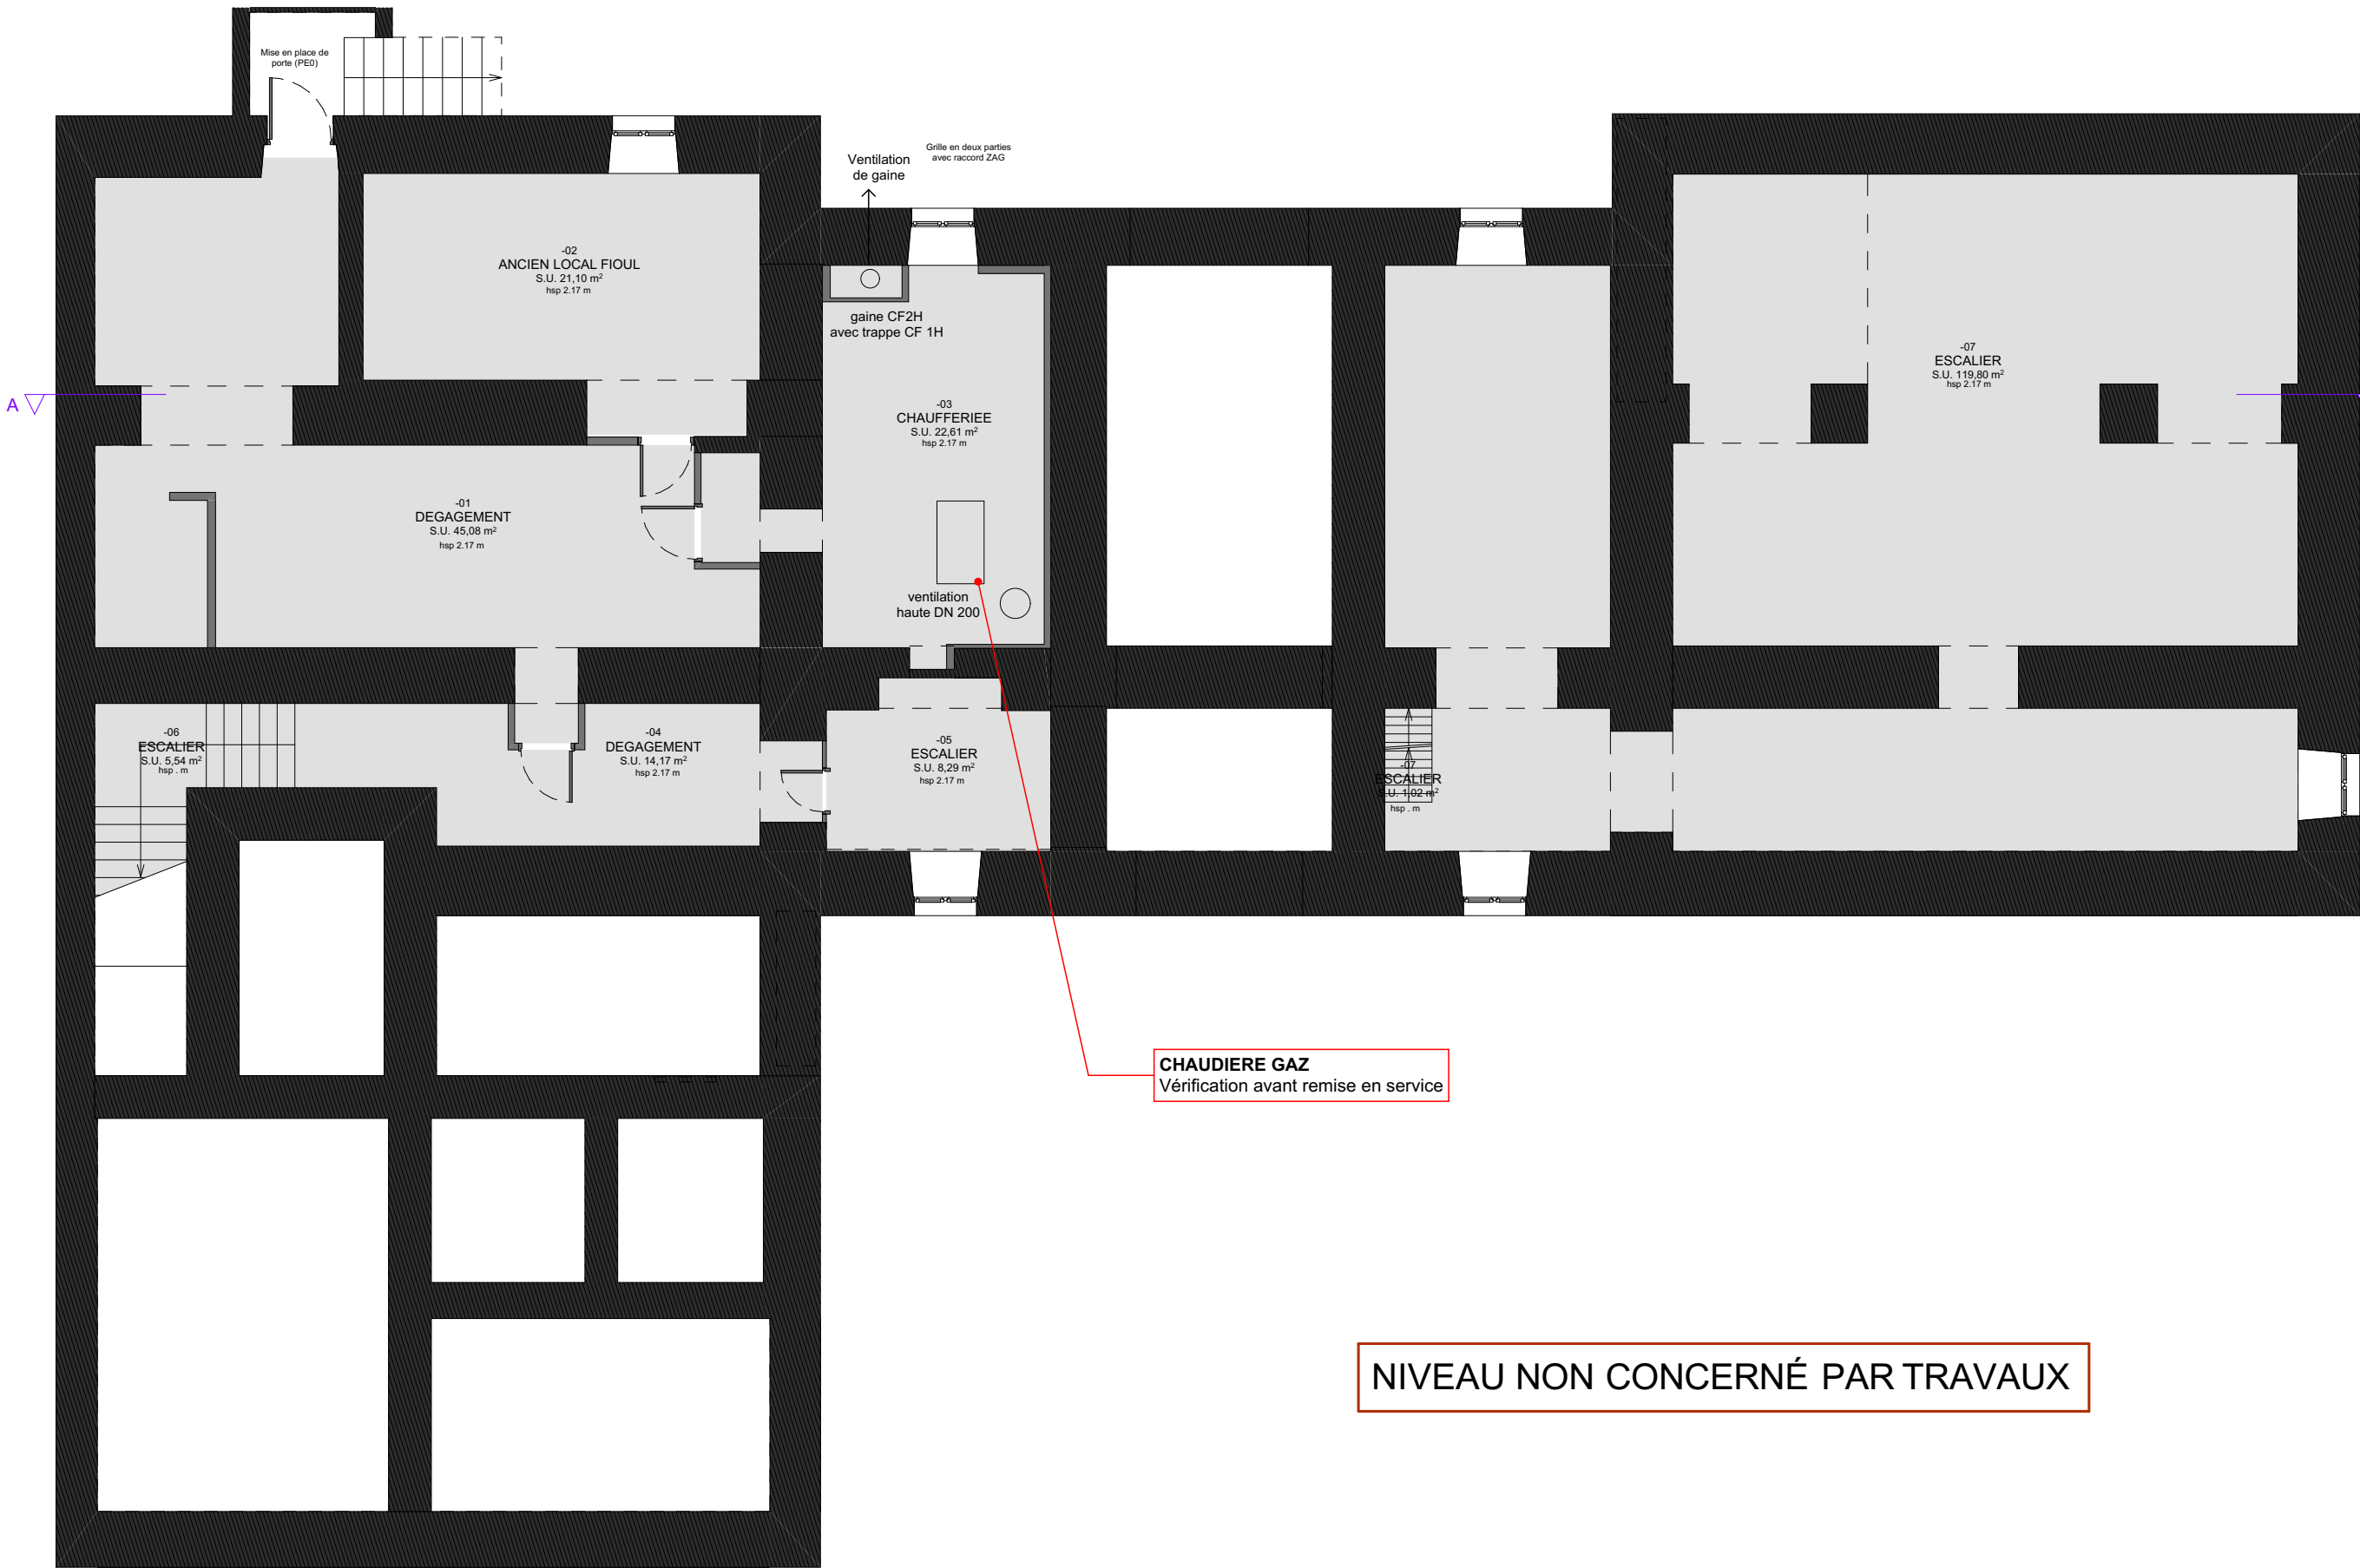 Mise en place de
porte (PE0)
Ventilation
de gaine
Grille en deux parties
avec raccord ZAG
-02
ANCIEN LOCAL FIOUL
S.U. 21,10 m²
hsp 2.17 m
gaine CF2H
avec trappe CF 1H
-07
ESCALIER
S.U. 119,80 m²
hsp 2.17 m
A
-03
CHAUFFERIEE
S.U. 22,61 m²
hsp 2.17 m
-01
DEGAGEMENT
S.U. 45,08 m²
hsp 2.17 m
ventilation
haute DN 200
-06
ESCALIER
S.U. 5,54 m²
hsp . m
-04
DEGAGEMENT
S.U. 14,17 m²
hsp 2.17 m
-05
ESCALIER
S.U. 8,29 m²
hsp 2.17 m
-07
ESCALIER
S.U. 1,02 m²
hsp . m
CHAUDIERE GAZ
Vérification avant remise en service
NIVEAU NON CONCERNÉ PAR TRAVAUX